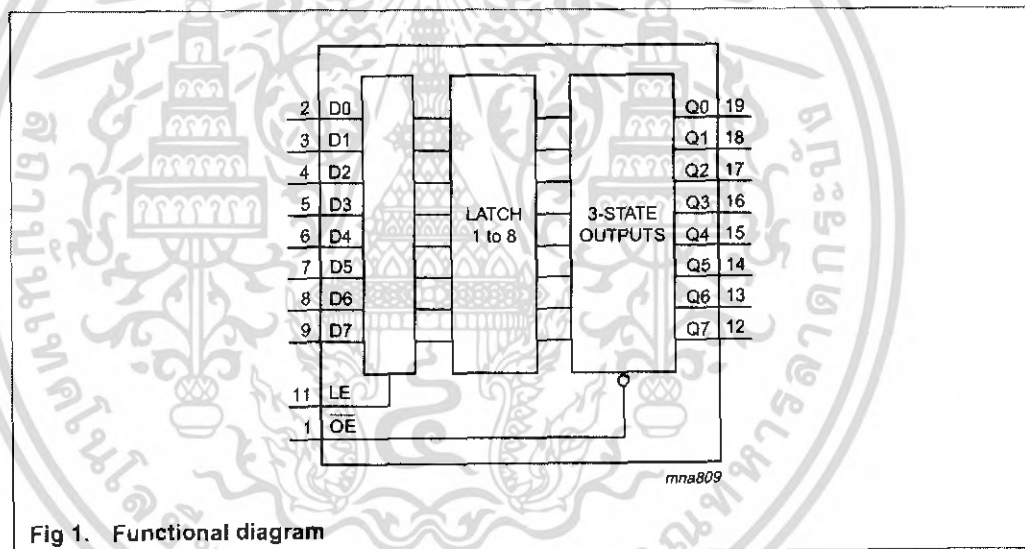 2 D0
3 D1
4 D2
5 D3
6 D4
7 D5
8 D6
9 D7
11 LE
1 OE
LATCH
1 to 8
3-STATE
OUTPUTS
Q0 19
Q1 18
Q2 17
Q3 16
Q4 15
Q5 14
Q6 13
Q7 12
mna809
Fig 1. Functional diagram